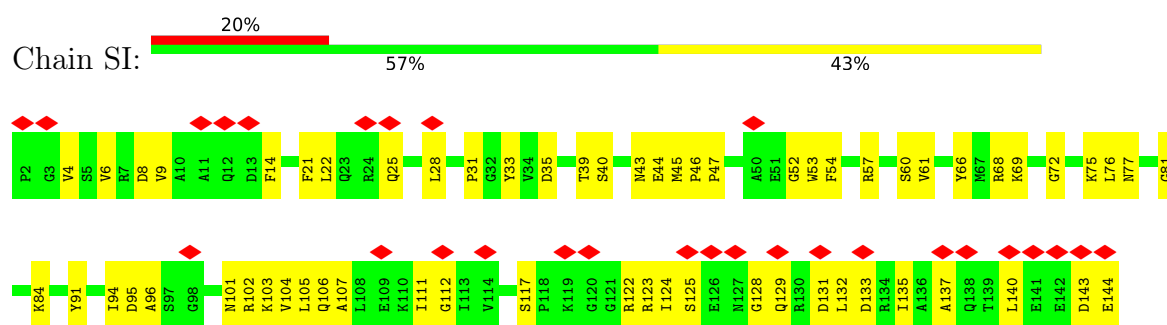 20%
Chain SI:
57% 43%
P2 G3 V4 S5 V6 R7 D8 V9 A10 A11 Q12 D13 F14 F21 L22 Q23 R24 Q25 L28 P31 G32 Y33 V34 D35 T39 S40 N43 E44 M45 P46 P47 A50 E51 G52 W53 F54 R57 S60 V61 Y66 M67 R68 K69 G72 K75 L76 N77 G81
K84 Y91 I94 D95 A96 S97 G98 N101 R102 K103 V104 L105 Q106 A107 L108 E109 K110 I111 G112 I113 V114 S117 P118 K119 G120 G121 R122 R123 I124 S125 E126 N127 G128 Q129 R130 D131 L132 D133 R134 I135 A136 A137 Q138 T139 L140 E141 E142 D143 E144